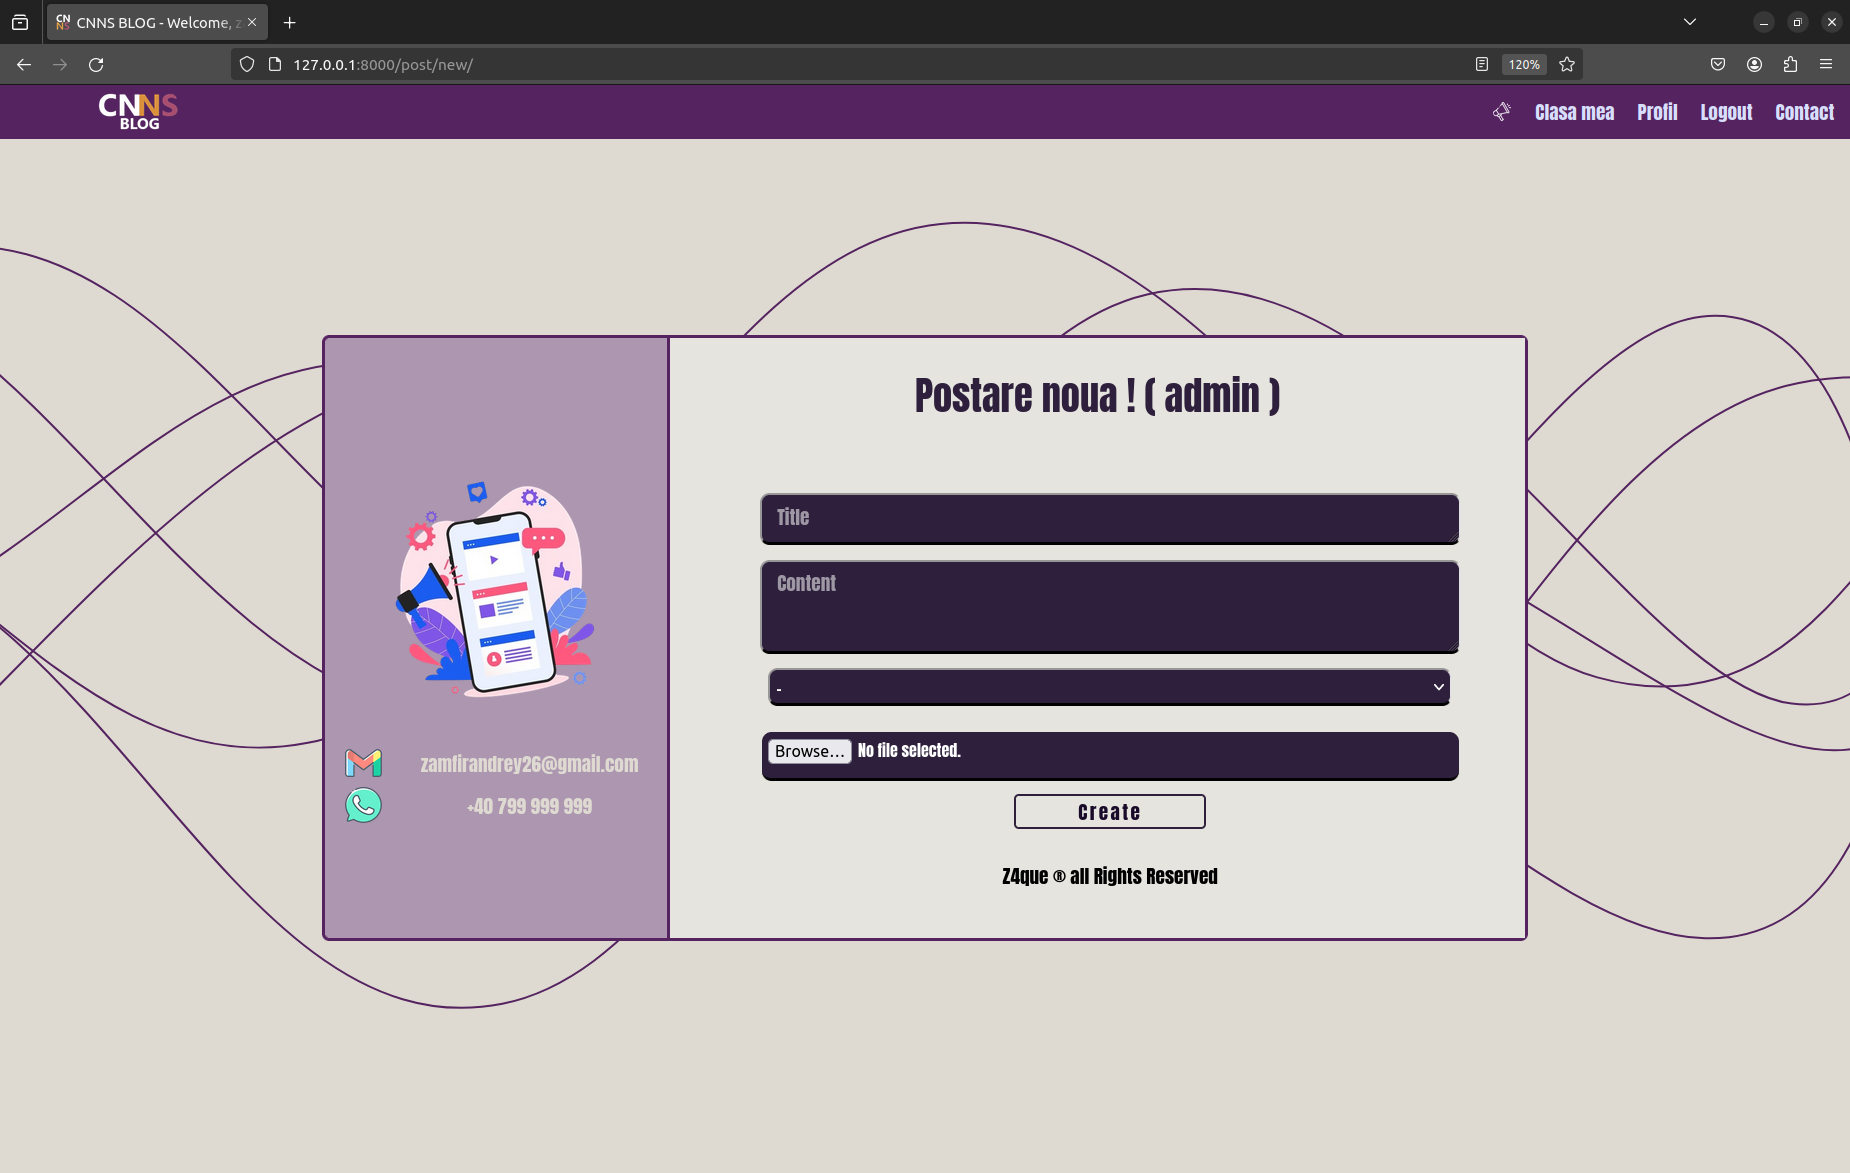 CNNS BLOG - Welcome, z
127.0.0.1:8000/post/new/
120%
CNNS
BLOG
Clasa mea
Profil
Logout
Contact
Postare noua ! ( admin )
Title
Content
-
Browse... No file selected.
Create
Z4que ® all Rights Reserved
zamfirandrey26@gmail.com
+40 799 999 999